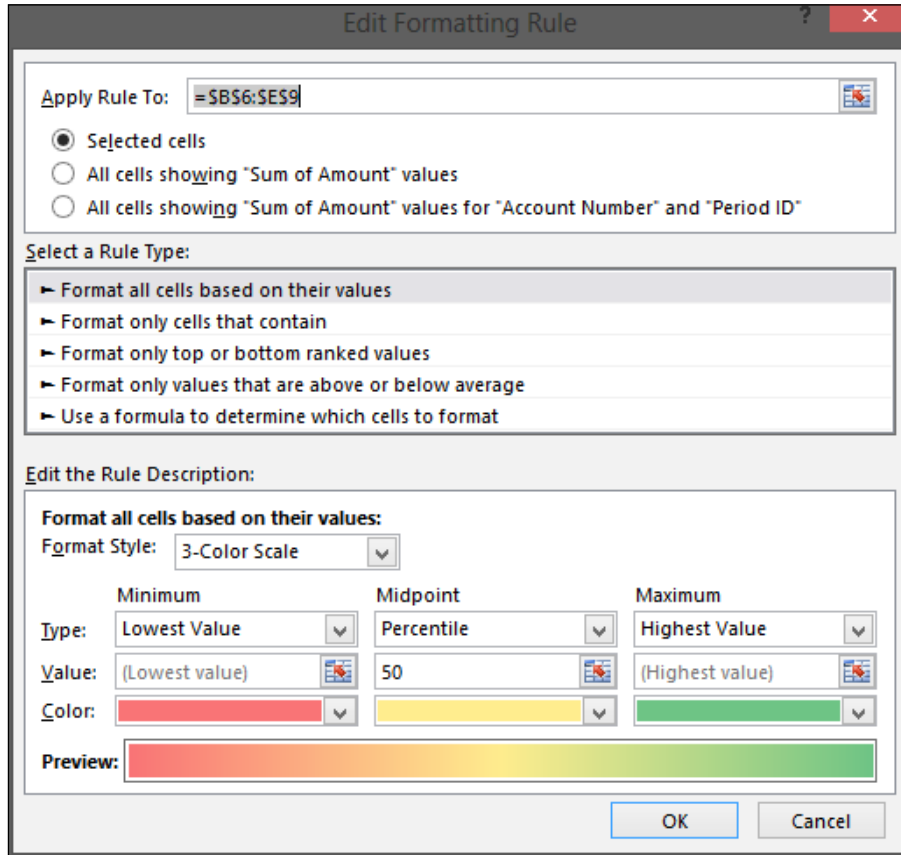 Edit Formatting Rule ?
Apply Rule To: =$B$6:$E$9
Selected cells
All cells showing "Sum of Amount" values
All cells showing "Sum of Amount" values for "Account Number" and "Period ID"
Select a Rule Type:
► Format all cells based on their values
► Format only cells that contain
► Format only top or bottom ranked values
► Format only values that are above or below average
► Use a formula to determine which cells to format
Edit the Rule Description:
Format all cells based on their values:
Format Style: 3-Color Scale
Minimum Midpoint Maximum
Type: Lowest Value Percentile Highest Value
Value: (Lowest value) 50 (Highest value)
Color:
Preview:
OK Cancel